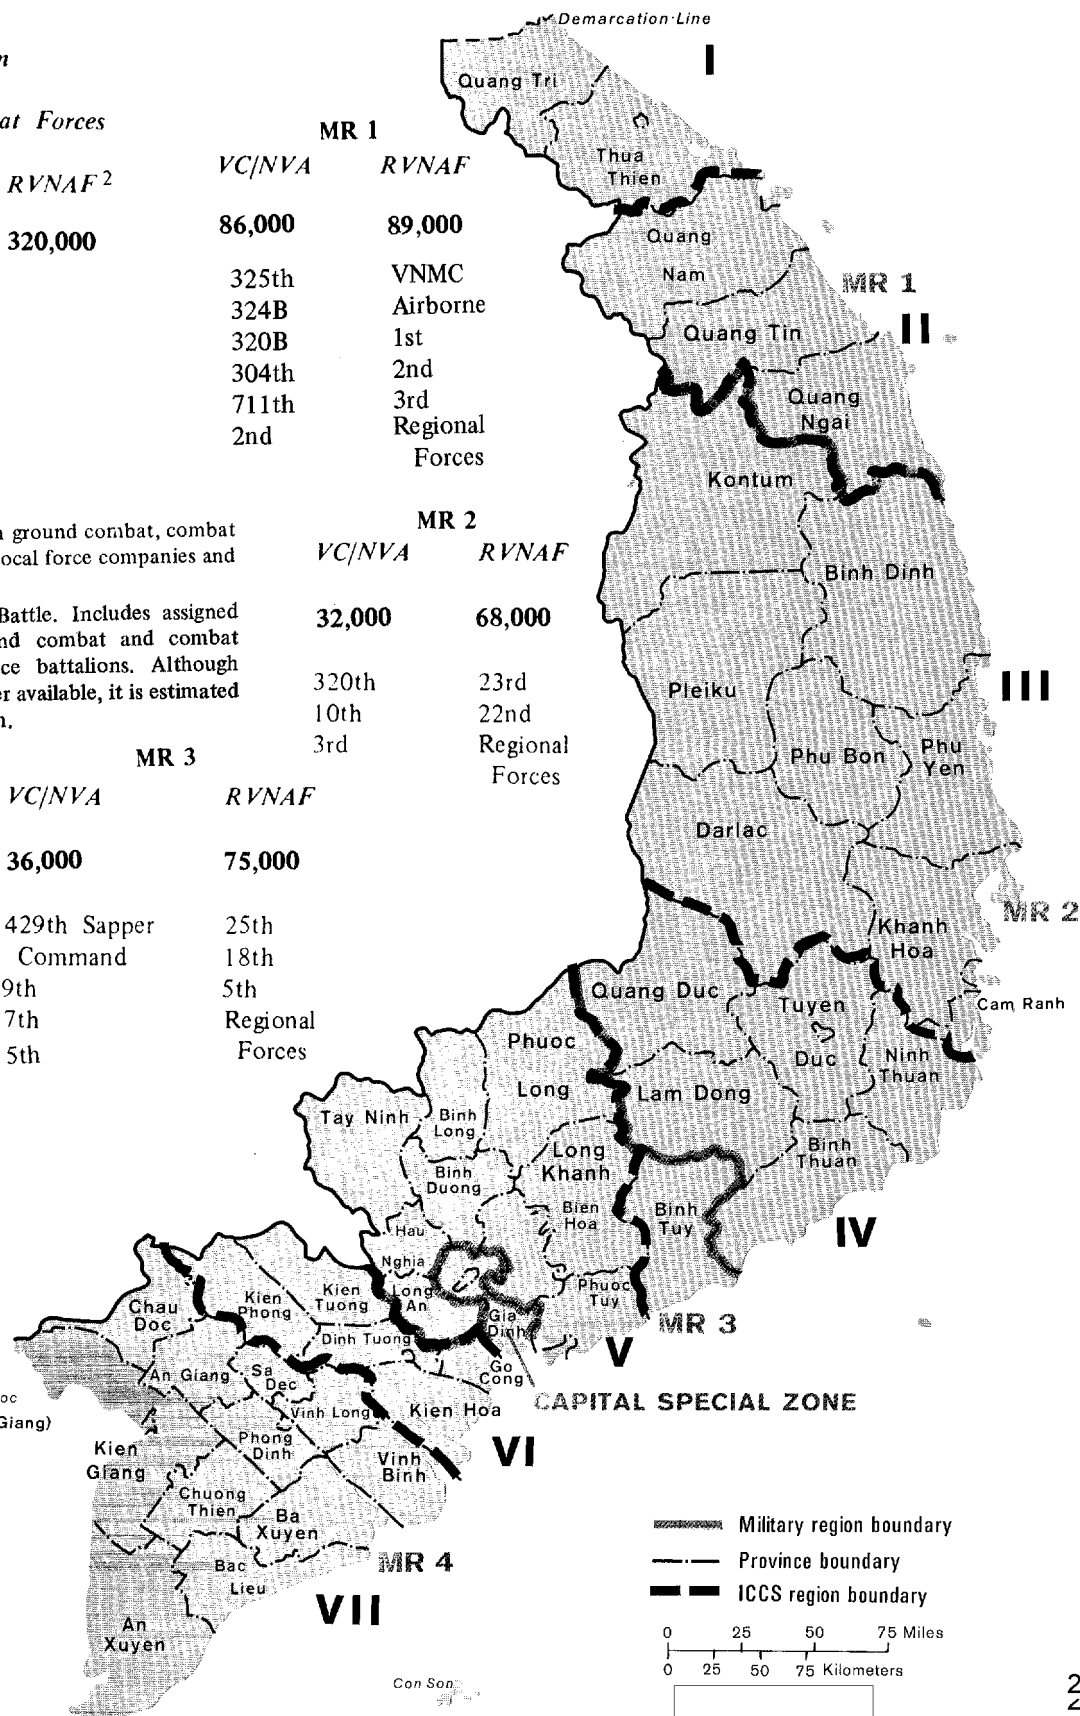 Demarcation Line
n
at Forces
RVNAF 2
320,000
MR 1
VC/NVA RVNAF
86,000 89,000
325th VNMC
324B Airborne
320B 1st
304th 2nd
711th 3rd
2nd Regional
Forces
n ground combat, combat
ocal force companies and
Battle. Includes assigned
nd combat and combat
ce battalions. Although
er available, it is estimated
n.
MR 2
VC/NVA RVNAF
32,000 68,000
320th 23rd
10th 22nd
3rd Regional
Forces
MR 3
VC/NVA RVNAF
36,000 75,000
429th Sapper 25th
Command 18th
9th 5th
7th Regional
5th Forces
I
Quang Tri
Thua
Thien
Quang
Nam
MR 1
II
Quang Tin
Quang
Ngai
Kontum
Binh Dinh
III
Pleiku
Phu Bon
Phu
Yen
Darlac
MR 2
Khanh
Hoa
Cam Ranh
Quang Duc
Tuyen
Duc
Ninh
Thuan
Phuoc
Long
Lam Dong
Tay Ninh
Binh
Long
Long
Khanh
Binh
Thuan
Binh
Duong
Bien
Hoa
Binh
Tuy
IV
Hau
Nghia
Phuoc
Tuy
Long
An
Gia
Dinh
MR 3
V
Kien
Phong
Kien
Tuong
Chau
Doc
Dinh Tuong
Go
Cong
CAPITAL SPECIAL ZONE
An Giang
Sa
Dec
oc
Giang)
Vinh Long
Kien Hoa
VI
Kien
Giang
Phong
Dinh
Vinh
Binh
Chuong
Thien
Ba
Xuyen
MR 4
Bac
Lieu
VII
An
Xuyen
Con Son
Military region boundary
Province boundary
ICCS region boundary
0 25 50 75 Miles
0 25 50 75 Kilometers
2